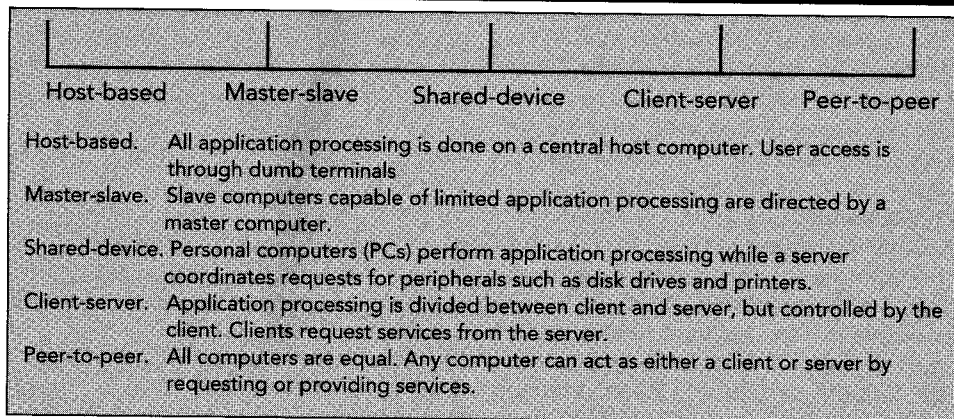 Host-based Master-slave Shared-device Client-server Peer-to-peer
Host-based. All application processing is done on a central host computer. User access is
through dumb terminals
Master-slave. Slave computers capable of limited application processing are directed by a
master computer.
Shared-device. Personal computers (PCs) perform application processing while a server
coordinates requests for peripherals such as disk drives and printers.
Client-server. Application processing is divided between client and server, but controlled by the
client. Clients request services from the server.
Peer-to-peer. All computers are equal. Any computer can act as either a client or server by
requesting or providing services.